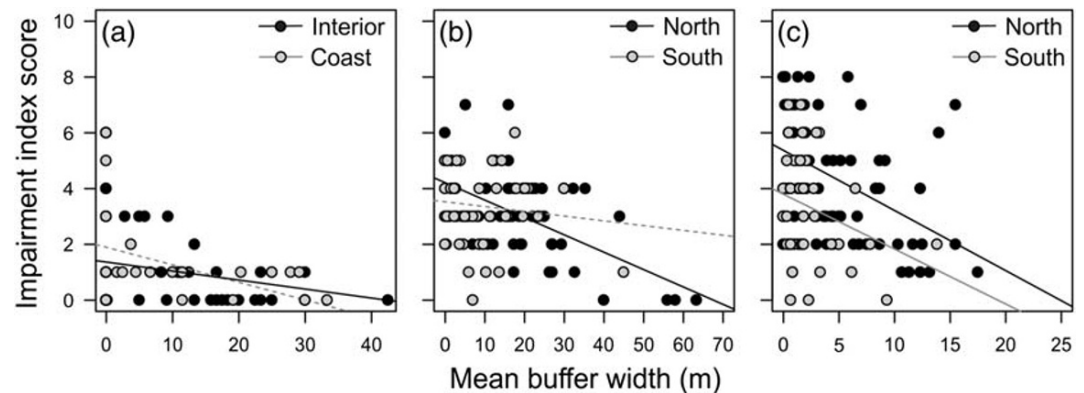 Impairment index score
10
8
6
4
2
0
(a)
Interior
Coast
0 10 20 30 40
(b)
North
South
0 10 20 30 40 50 60 70
(c)
North
South
0 5 10 15 20 25
Mean buffer width (m)